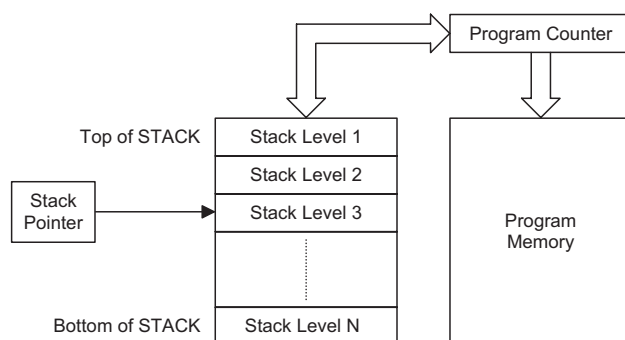 Program Counter
Top of STACK
Stack Level 1
Stack Level 2
Stack
Pointer
Stack Level 3
Program
Memory
Bottom of STACK
Stack Level N